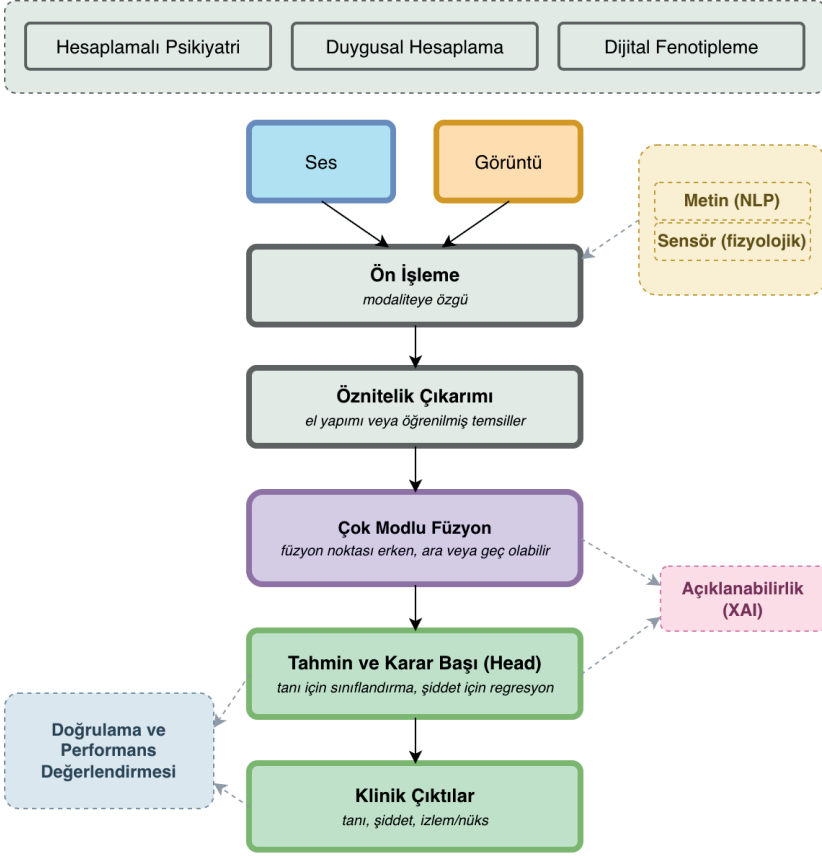 Hesaplamalı Psikiyatri
Duygusal Hesaplama
Dijital Fenotipleme
Ses
Görüntü
Metin (NLP)
Sensör (fizyolojik)
Ön İşleme
modaliteye özgü
Öznitelik Çıkarımı
el yapımı veya öğrenilmiş temsiller
Çok Modlu Füzyon
füzyon noktası erken, ara veya geç olabilir
Açıklanabilirlik
(XAI)
Tahmin ve Karar Başı (Head)
tanı için sınıflandırma, şiddet için regresyon
Doğrulama ve
Performans
Değerlendirmesi
Klinik Çıktılar
tanı, şiddet, izlem/nüks